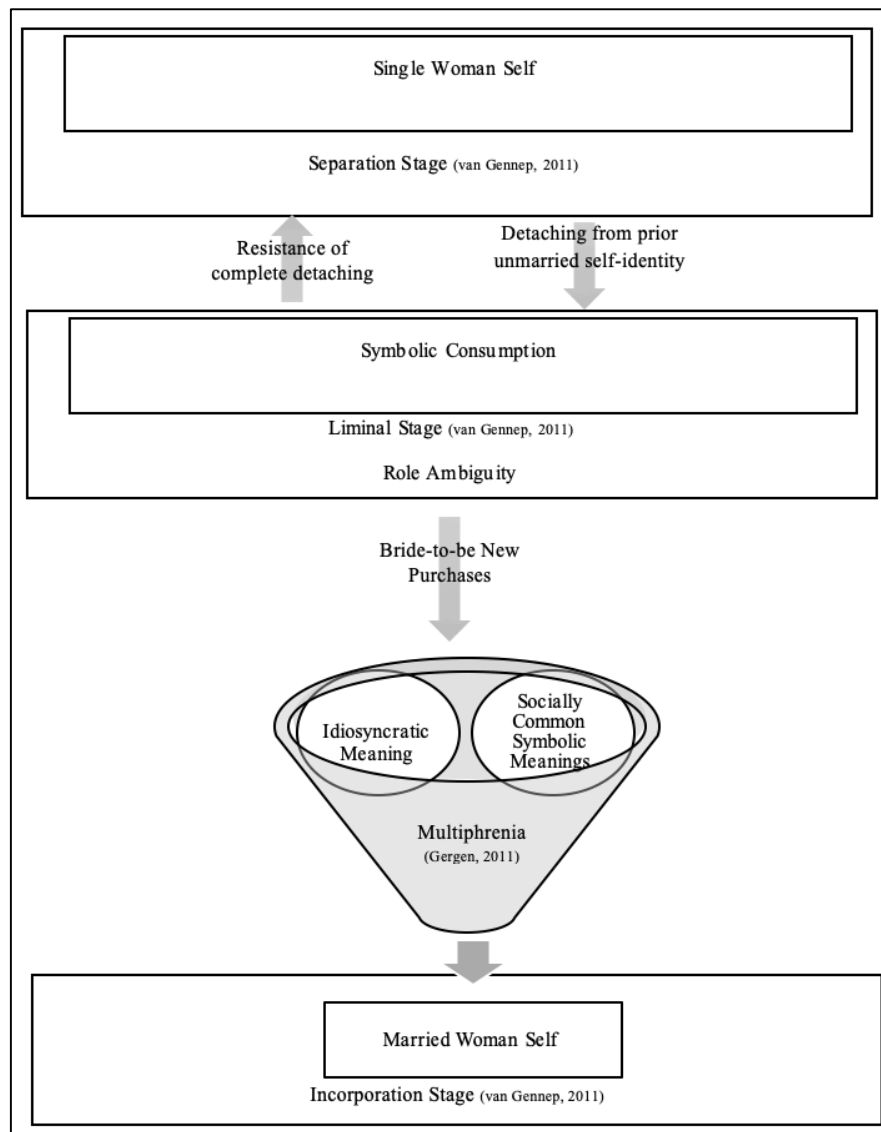 Single Woman Self
Separation Stage (van Gennep, 2011)
Resistance of
complete detaching
Detaching from prior
unmarried self-identity
Symbolic Consumption
Liminal Stage (van Gennep, 2011)
Role Ambiguity
Bride-to-be New
Purchases
Idiosyncratic
Meaning
Socially
Common
Symbolic
Meanings
Multiphrenia
(Gergen, 2011)
Married Woman Self
Incorporation Stage (van Gennep, 2011)